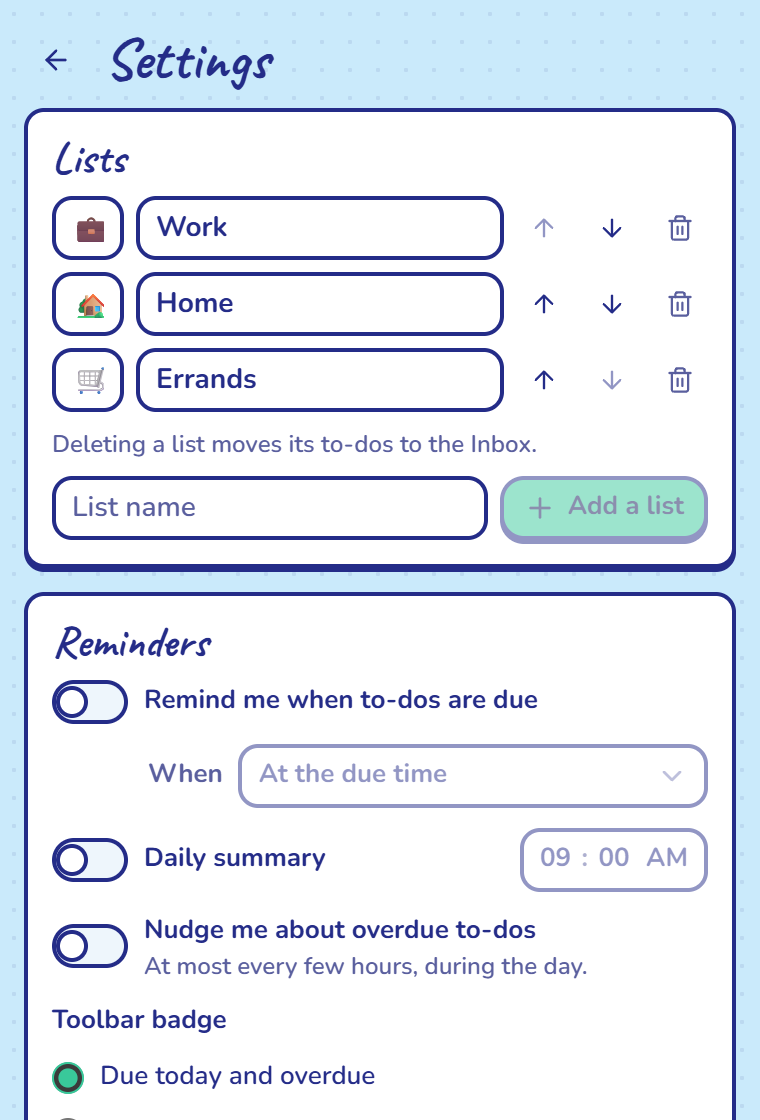 Settings
Lists
Work
Home
Errands
Deleting a list moves its to-dos to the Inbox.
List name
Add a list
Reminders
Remind me when to-dos are due
When At the due time
Daily summary 09 : 00 AM
Nudge me about overdue to-dos
At most every few hours, during the day.
Toolbar badge
Due today and overdue